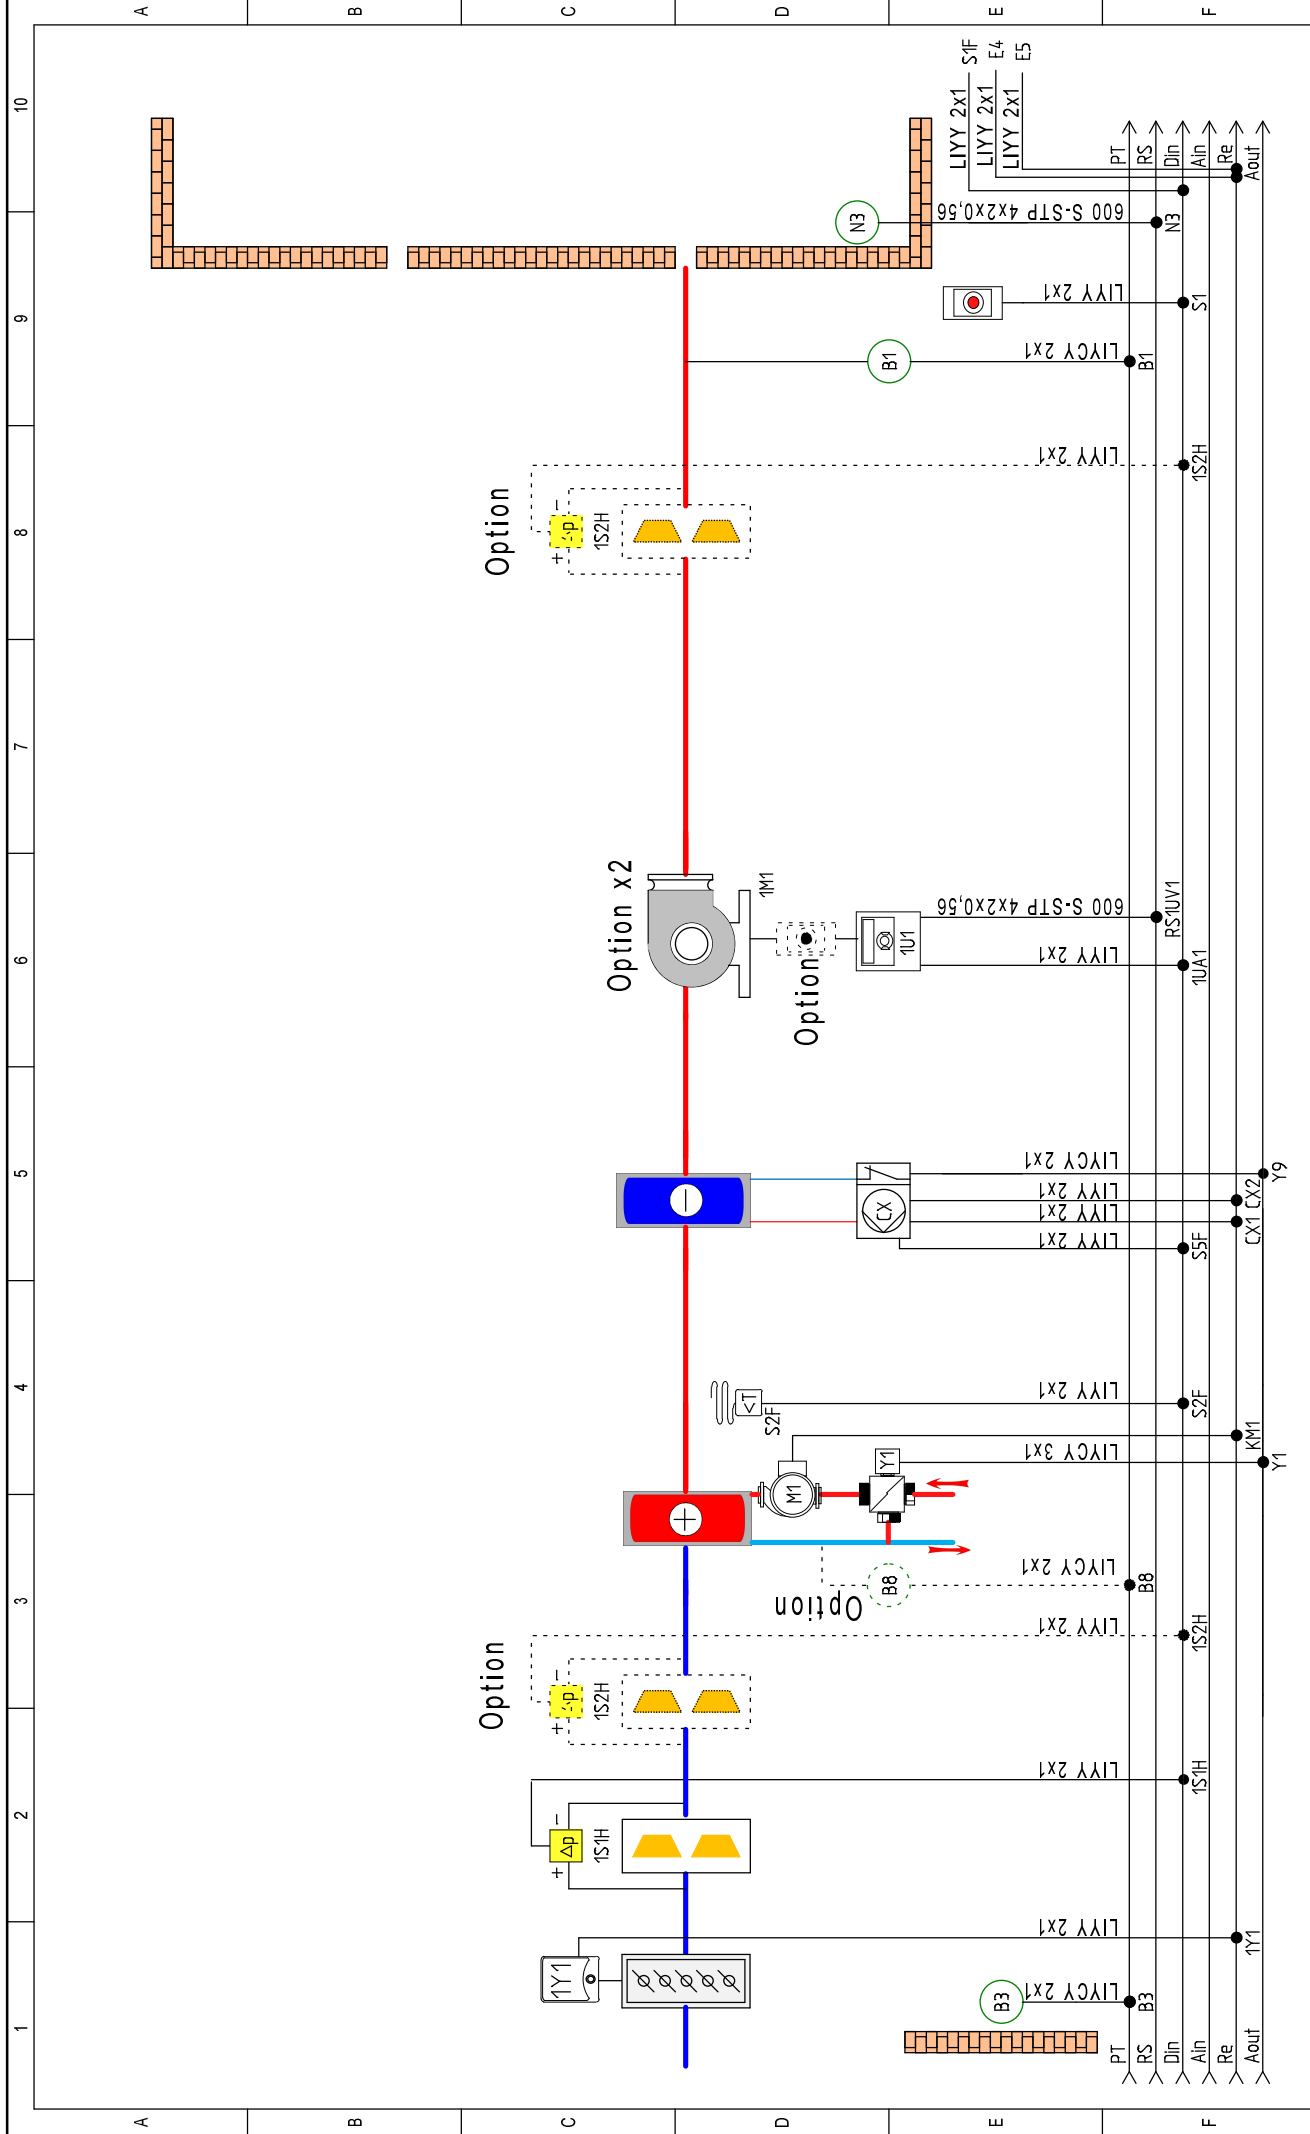 A
B
C
D
E
F
10
9
8
7
6
5
4
3
2
1
S1F
E4
E5
LIYY 2x1
LIYY 2x1
LIYY 2x1
PT
RS
Din
Ain
Re
Aout
N3
600 S-STP 4x2x0,56
N3
LIYY 2x1
S1
B1
LIYCY 2x1
B1
Option
+
-
1S2H
LIYY 2x1
1S2H
Option x2
1M1
Option
1U1
600 S-STP 4x2x0,56
RS1UV1
LIYY 2x1
1UA1
CX
LIYCY 2x1
Y9
LIYY 2x1
CX2
LIYY 2x1
CX1
LIYY 2x1
S5F
<T
S2F
LIYY 2x1
S2F
M1
KM1
Y1
LIYCY 3x1
Y1
Option
B8
LIYCY 2x1
B8
Option
+
-
1S2H
LIYY 2x1
1S2H
+
-
Δp
1S1H
LIYY 2x1
1S1H
1Y1
LIYY 2x1
1Y1
B3
LIYCY 2x1
B3
PT
RS
Din
Ain
Re
Aout
A
B
C
D
E
F